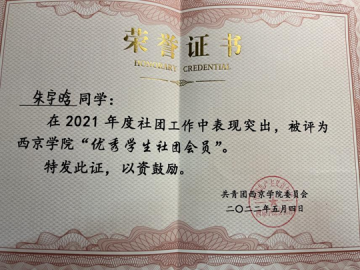 荣誉证书
HONORARY CREDENTIAL
朱宇晗 同学：
在 2021 年度社团工作中表现突出，被评为
西京学院“优秀学生社团会员”。
特发此证，以资鼓励。
共青团西京学院委员会
二〇二二年五月四日